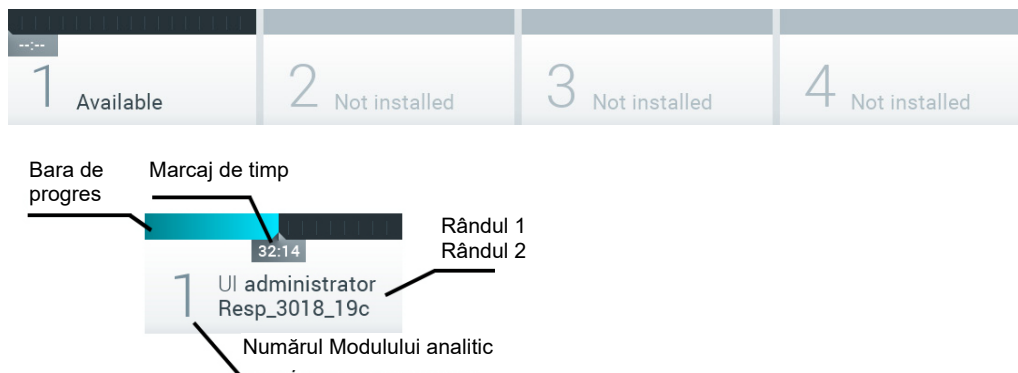 --:--
1 Available
2 Not installed
3 Not installed
4 Not installed
Bara de
progres
Marcaj de timp
Rândul 1
Rândul 2
32:14
1
UI administrator
Resp_3018_19c
Numărul Modulului analitic